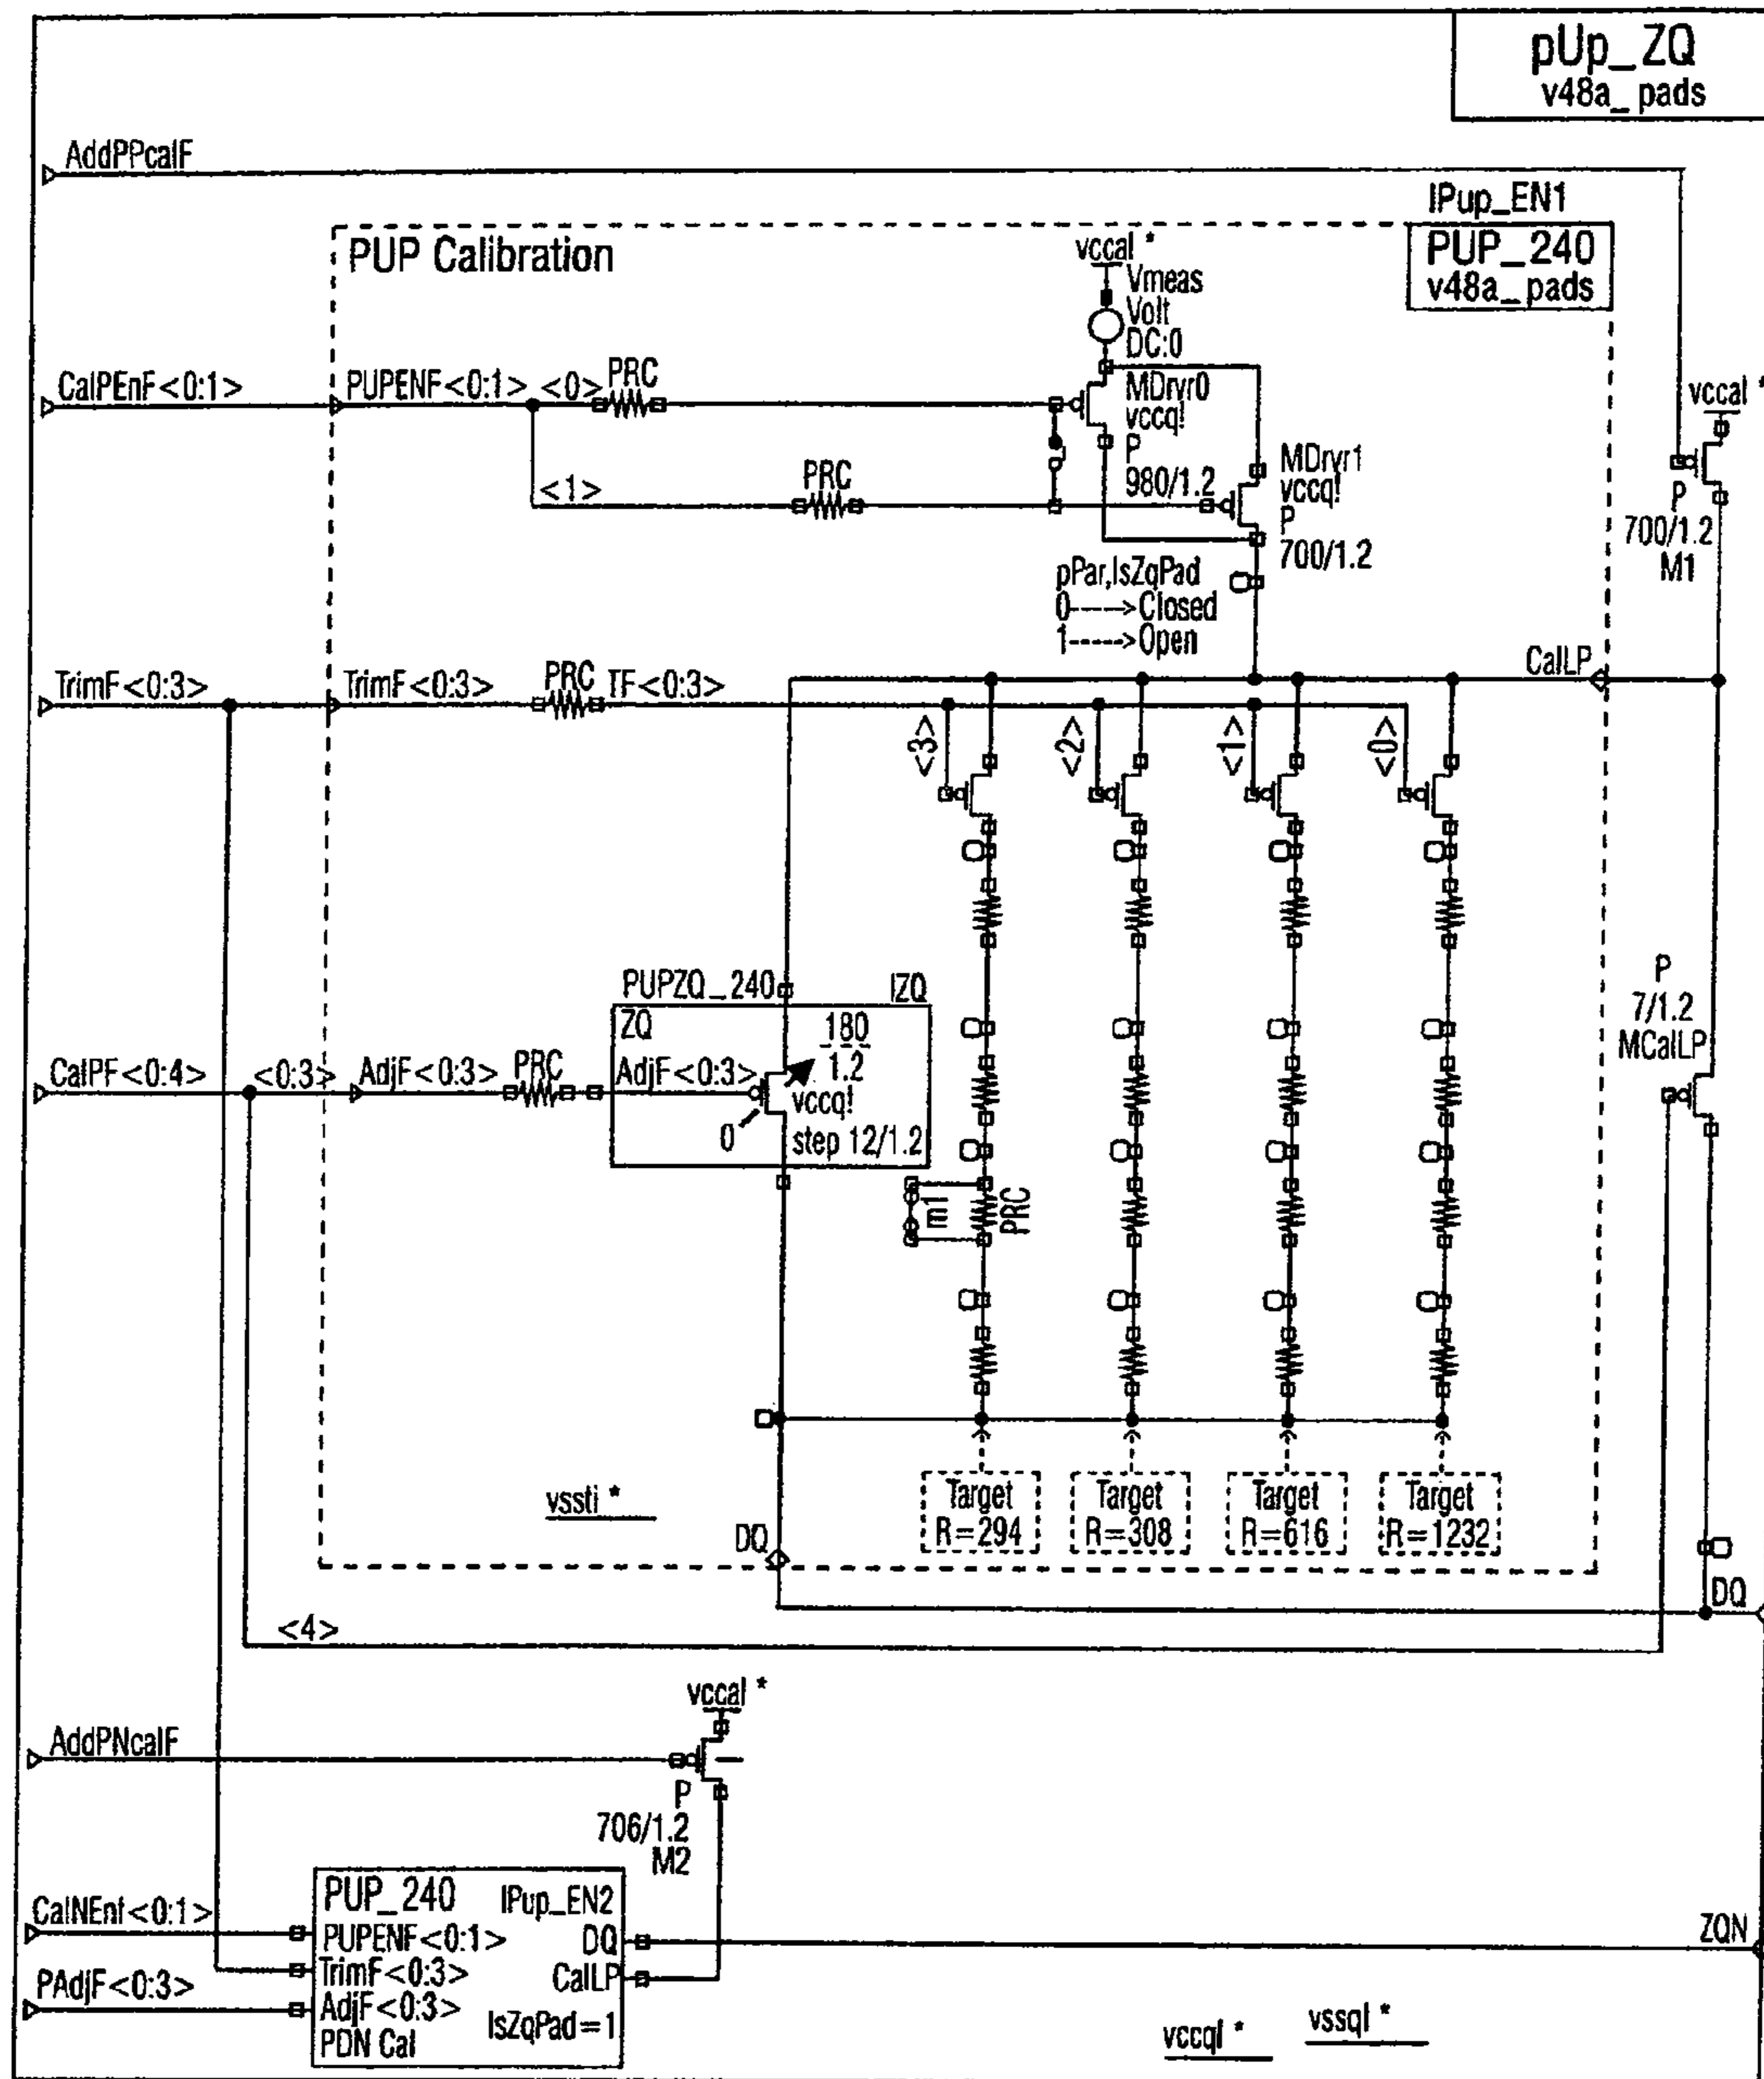 pUp_ZQ
v48a_pads
AddPPcalF
IPup_EN1
PUP_240
v48a_pads
PUP Calibration
vccal *
Vmeas
Volt
DC:0
CalPEnF<0:1>
PUPENF<0:1>
<0>
PRC
MDrvr0
vccq!
P
980/1.2
vccal *
<1>
PRC
MDrvr1
vccq!
P
700/1.2
P
700/1.2
M1
pPar,IsZqPad
0---->Closed
1---->Open
CalLP
TrimF<0:3>
TrimF<0:3>
PRC
TF<0:3>
<3>
<2>
<1>
<0>
PUPZQ_240
IZQ
ZQ
180
1.2
vccq!
step 12/1.2
0
P
7/1.2
MCalLP
CalPF<0:4>
<0:3>
AdjF<0:3>
PRC
AdjF<0:3>
m1
PRC
vssti *
DQ
Target
R=294
Target
R=308
Target
R=616
Target
R=1232
DQ
<4>
vccal *
AddPNcalF
P
706/1.2
M2
CalNEnf<0:1>
PAdjF<0:3>
PUP_240
IPup_EN2
PUPENF<0:1>
DQ
TrimF<0:3>
CalLP
AdjF<0:3>
IsZqPad=1
PDN Cal
ZQN
vccql *
vssql *